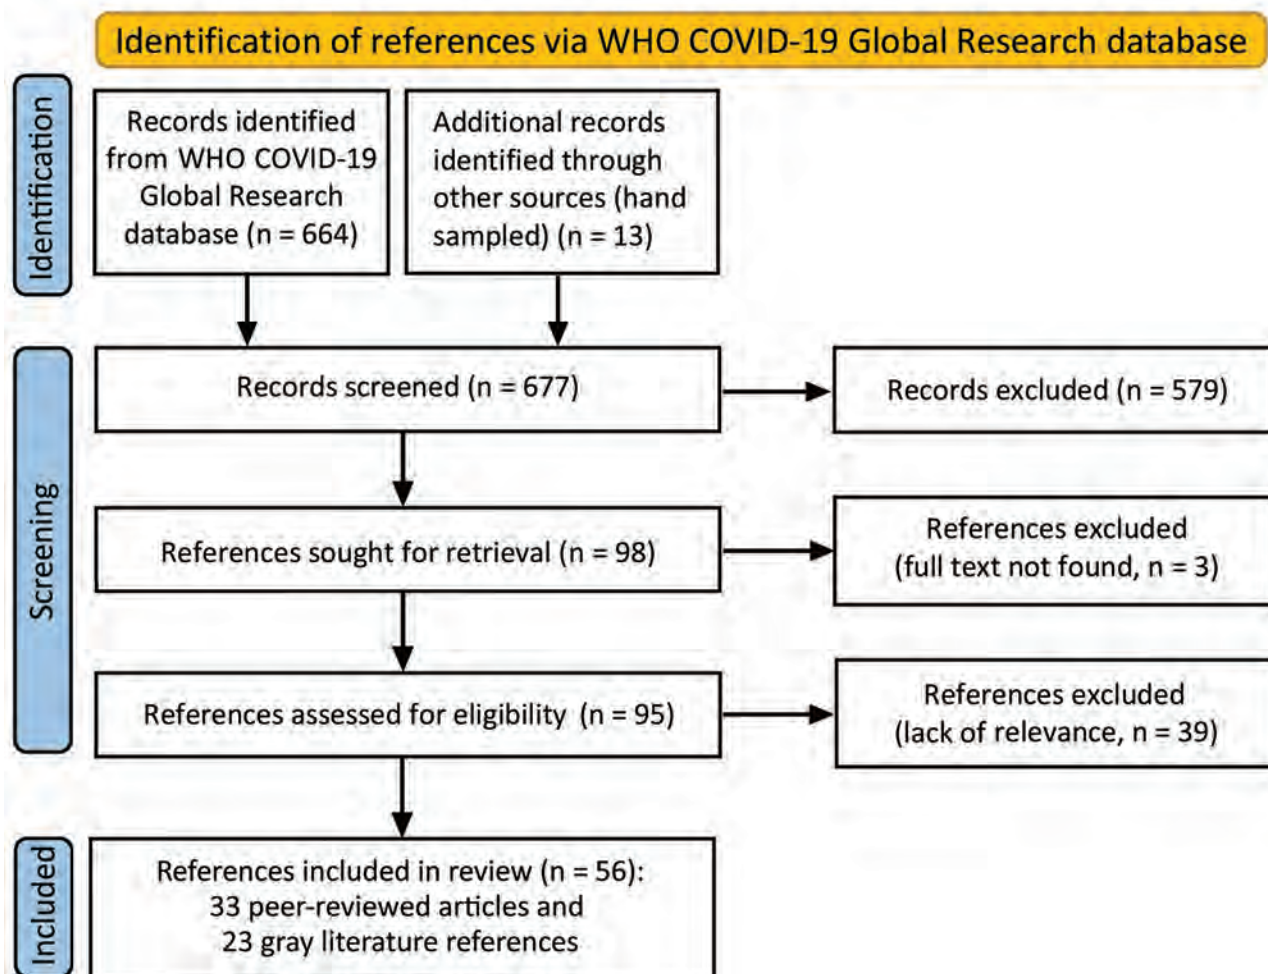 Identification of references via WHO COVID-19 Global Research database
Identification
Records identified
from WHO COVID-19
Global Research
database (n = 664)
Additional records
identified through
other sources (hand
sampled) (n = 13)
Screening
Records screened (n = 677)
Records excluded (n = 579)
References sought for retrieval (n = 98)
References excluded
(full text not found, n = 3)
References assessed for eligibility (n = 95)
References excluded
(lack of relevance, n = 39)
Included
References included in review (n = 56):
33 peer-reviewed articles and
23 gray literature references